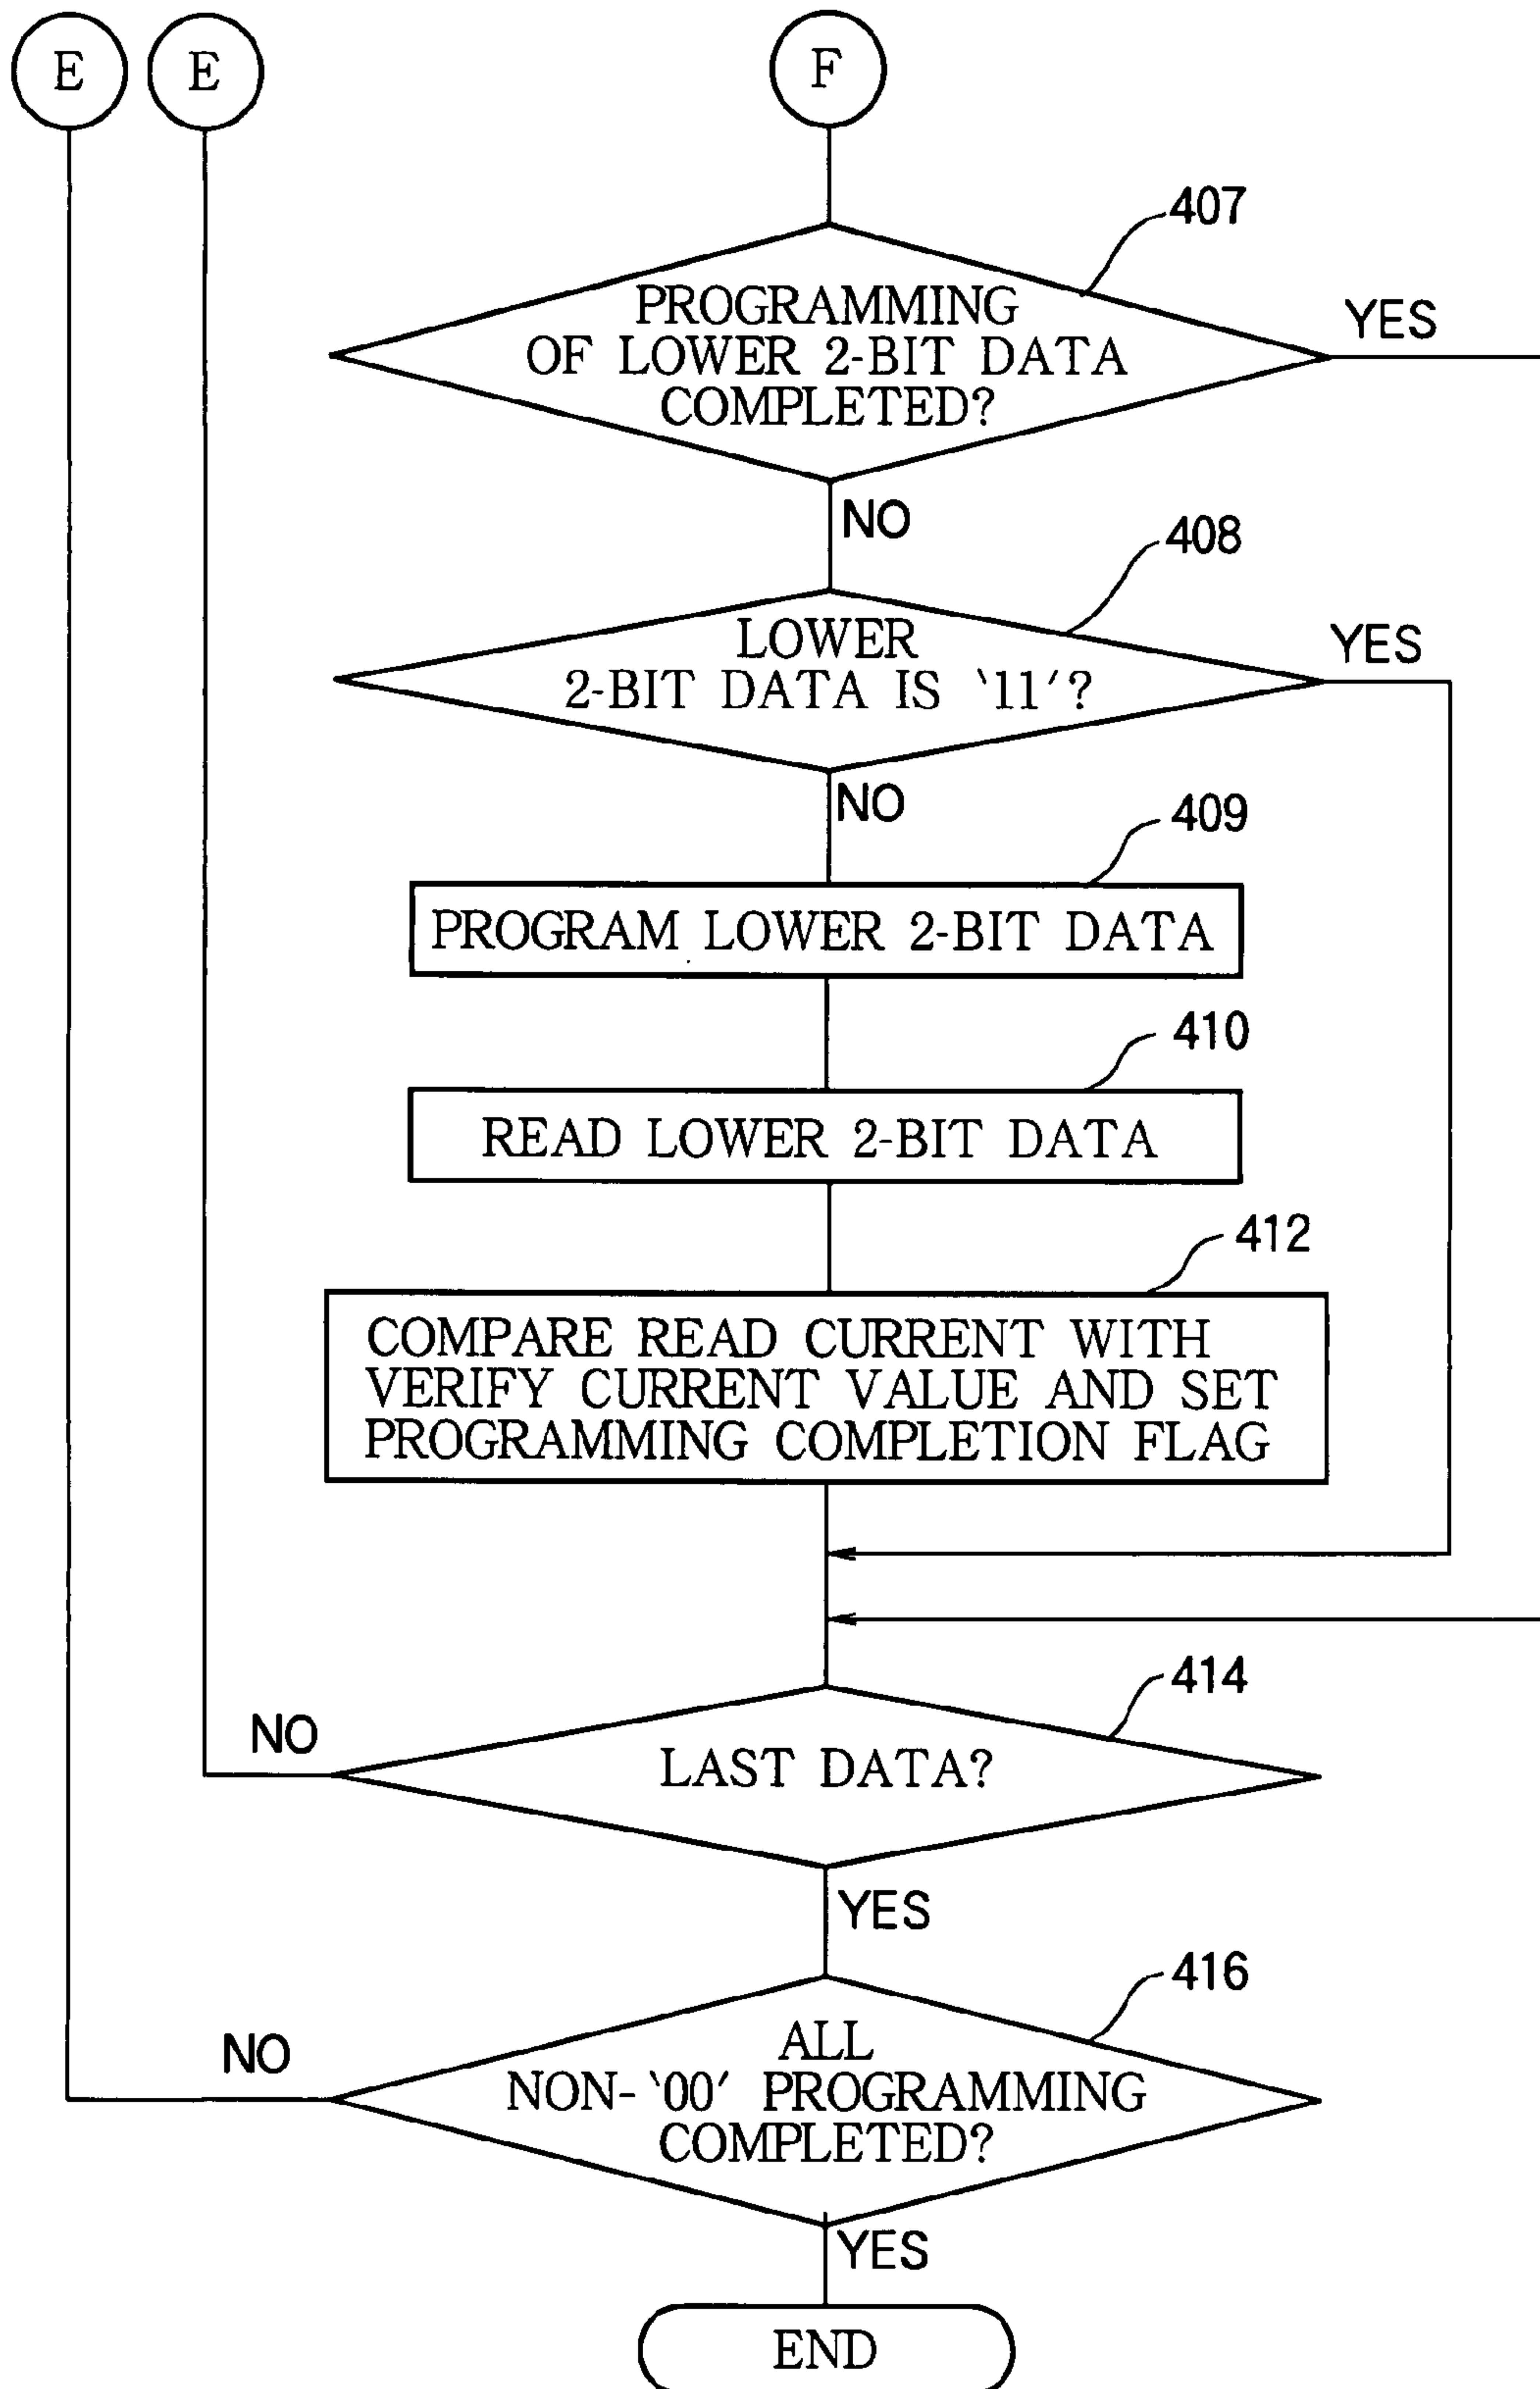 E
E
F
407
PROGRAMMING
OF LOWER 2-BIT DATA
COMPLETED?
YES
NO
408
LOWER
2-BIT DATA IS ‵11′?
YES
NO
409
PROGRAM LOWER 2-BIT DATA
410
READ LOWER 2-BIT DATA
412
COMPARE READ CURRENT WITH
VERIFY CURRENT VALUE AND SET
PROGRAMMING COMPLETION FLAG
414
NO
LAST DATA?
YES
416
NO
ALL
NON-‵00′ PROGRAMMING
COMPLETED?
YES
END